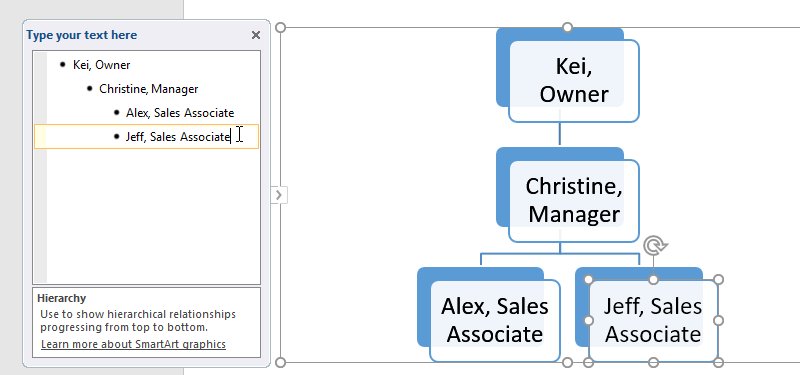 Type your text here
Kei, Owner
Christine, Manager
Alex, Sales Associate
Jeff, Sales Associate
Hierarchy
Use to show hierarchical relationships
progressing from top to bottom.
Learn more about SmartArt graphics
Kei,
Owner
Christine,
Manager
Alex, Sales
Associate
Jeff, Sales
Associate